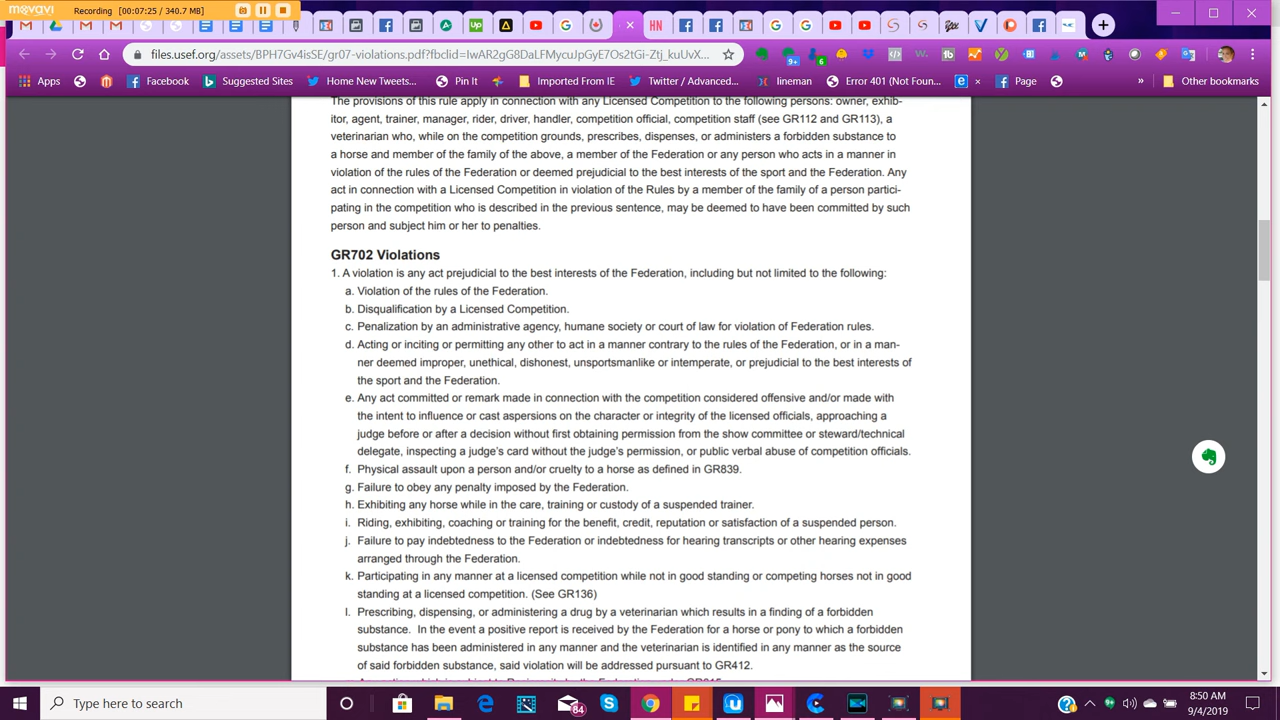 movavi
Recording
(00:07:25 / 340.7 MB)
files.usef.org/assets/BPH7Gv4isSE/gr07-violations.pdf?fbclid=IwAR2gG8DaLFMycuJpGyE7Os2tGi-Ztj_kuUvX...
Apps
Facebook
Suggested Sites
Home New Tweets...
Pin It
Imported From IE
Twitter / Advanced...
lineman
Error 401 (Not Foun...
Page
»
Other bookmarks
The provisions of this rule apply in connection with any Licensed Competition to the following persons: owner, exhib-
itor, agent, trainer, manager, rider, driver, handler, competition official, competition staff (see GR112 and GR113), a
veterinarian who, while on the competition grounds, prescribes, dispenses, or administers a forbidden substance to
a horse and member of the family of the above, a member of the Federation or any person who acts in a manner in
violation of the rules of the Federation or deemed prejudicial to the best interests of the sport and the Federation. Any
act in connection with a Licensed Competition in violation of the Rules by a member of the family of a person partici-
pating in the competition who is described in the previous sentence, may be deemed to have been committed by such
person and subject him or her to penalties.
GR702 Violations
1. A violation is any act prejudicial to the best interests of the Federation, including but not limited to the following:
a. Violation of the rules of the Federation.
b. Disqualification by a Licensed Competition.
c. Penalization by an administrative agency, humane society or court of law for violation of Federation rules.
d. Acting or inciting or permitting any other to act in a manner contrary to the rules of the Federation, or in a man-
ner deemed improper, unethical, dishonest, unsportsmanlike or intemperate, or prejudicial to the best interests of
the sport and the Federation.
e. Any act committed or remark made in connection with the competition considered offensive and/or made with
the intent to influence or cast aspersions on the character or integrity of the licensed officials, approaching a
judge before or after a decision without first obtaining permission from the show committee or steward/technical
delegate, inspecting a judge's card without the judge's permission, or public verbal abuse of competition officials.
f. Physical assault upon a person and/or cruelty to a horse as defined in GR839.
g. Failure to obey any penalty imposed by the Federation.
h. Exhibiting any horse while in the care, training or custody of a suspended trainer.
i. Riding, exhibiting, coaching or training for the benefit, credit, reputation or satisfaction of a suspended person.
j. Failure to pay indebtedness to the Federation or indebtedness for hearing transcripts or other hearing expenses
arranged through the Federation.
k. Participating in any manner at a licensed competition while not in good standing or competing horses not in good
standing at a licensed competition. (See GR136)
l. Prescribing, dispensing, or administering a drug by a veterinarian which results in a finding of a forbidden
substance. In the event a positive report is received by the Federation for a horse or pony to which a forbidden
substance has been administered in any manner and the veterinarian is identified in any manner as the source
of said forbidden substance, said violation will be addressed pursuant to GR412.
Type here to search
84
8:50 AM
9/4/2019